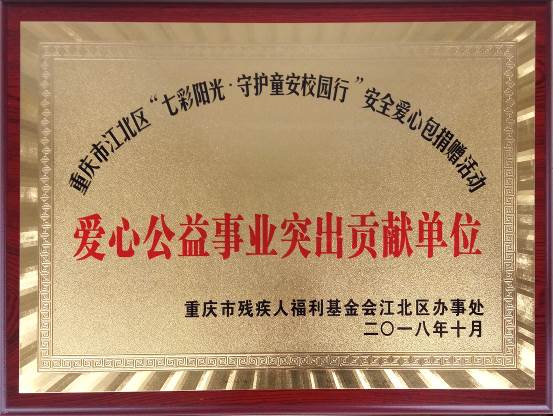 重庆市江北区“七彩阳光·守护童安校园行”安全爱心包捐赠活动
爱心公益事业突出贡献单位
重庆市残疾人福利基金会江北区办事处
二〇一八年十月